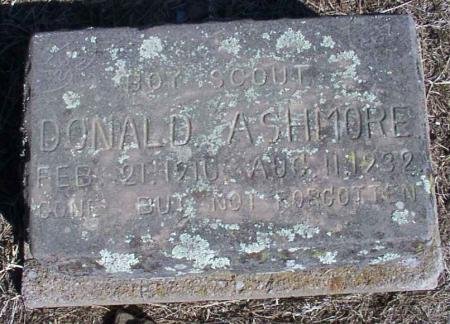 BOY SCOUT
DONALD ASHMORE
FEB. 21, 1910 AUG. 11, 1932
GONE BUT NOT FORGOTTEN